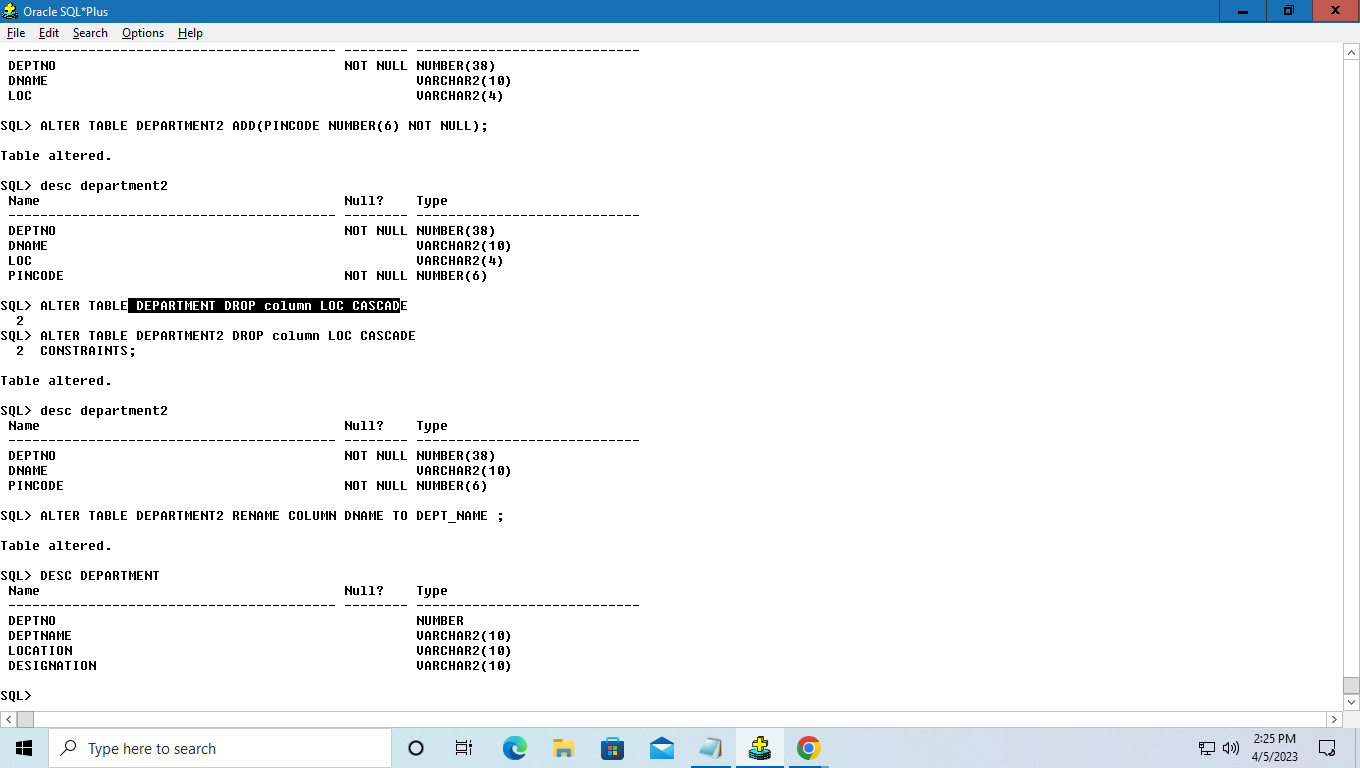 Oracle SQL*Plus
File Edit Search Options Help
----------------------------------------- -------- ----------------------------
DEPTNO NOT NULL NUMBER(38)
DNAME VARCHAR2(10)
LOC VARCHAR2(4)
SQL> ALTER TABLE DEPARTMENT2 ADD(PINCODE NUMBER(6) NOT NULL);
Table altered.
SQL> desc department2
Name Null? Type
----------------------------------------- -------- ----------------------------
DEPTNO NOT NULL NUMBER(38)
DNAME VARCHAR2(10)
LOC VARCHAR2(4)
PINCODE NOT NULL NUMBER(6)
SQL> ALTER TABLE DEPARTMENT DROP column LOC CASCADE
2
SQL> ALTER TABLE DEPARTMENT2 DROP column LOC CASCADE
2 CONSTRAINTS;
Table altered.
SQL> desc department2
Name Null? Type
----------------------------------------- -------- ----------------------------
DEPTNO NOT NULL NUMBER(38)
DNAME VARCHAR2(10)
PINCODE NOT NULL NUMBER(6)
SQL> ALTER TABLE DEPARTMENT2 RENAME COLUMN DNAME TO DEPT_NAME ;
Table altered.
SQL> DESC DEPARTMENT
Name Null? Type
----------------------------------------- -------- ----------------------------
DEPTNO NUMBER
DEPTNAME VARCHAR2(10)
LOCATION VARCHAR2(10)
DESIGNATION VARCHAR2(10)
SQL>
Type here to search
2:25 PM
4/5/2023